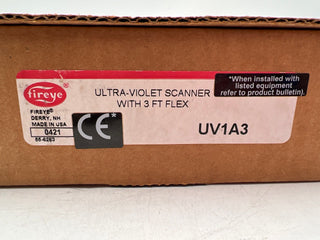 fireye
FIREYE®
DERRY, NH
MADE IN USA
0421
ULTRA-VIOLET SCANNER
WITH 3 FT FLEX
CE*
*When installed with
listed equipment
refer to product bulletin).
UV1A3